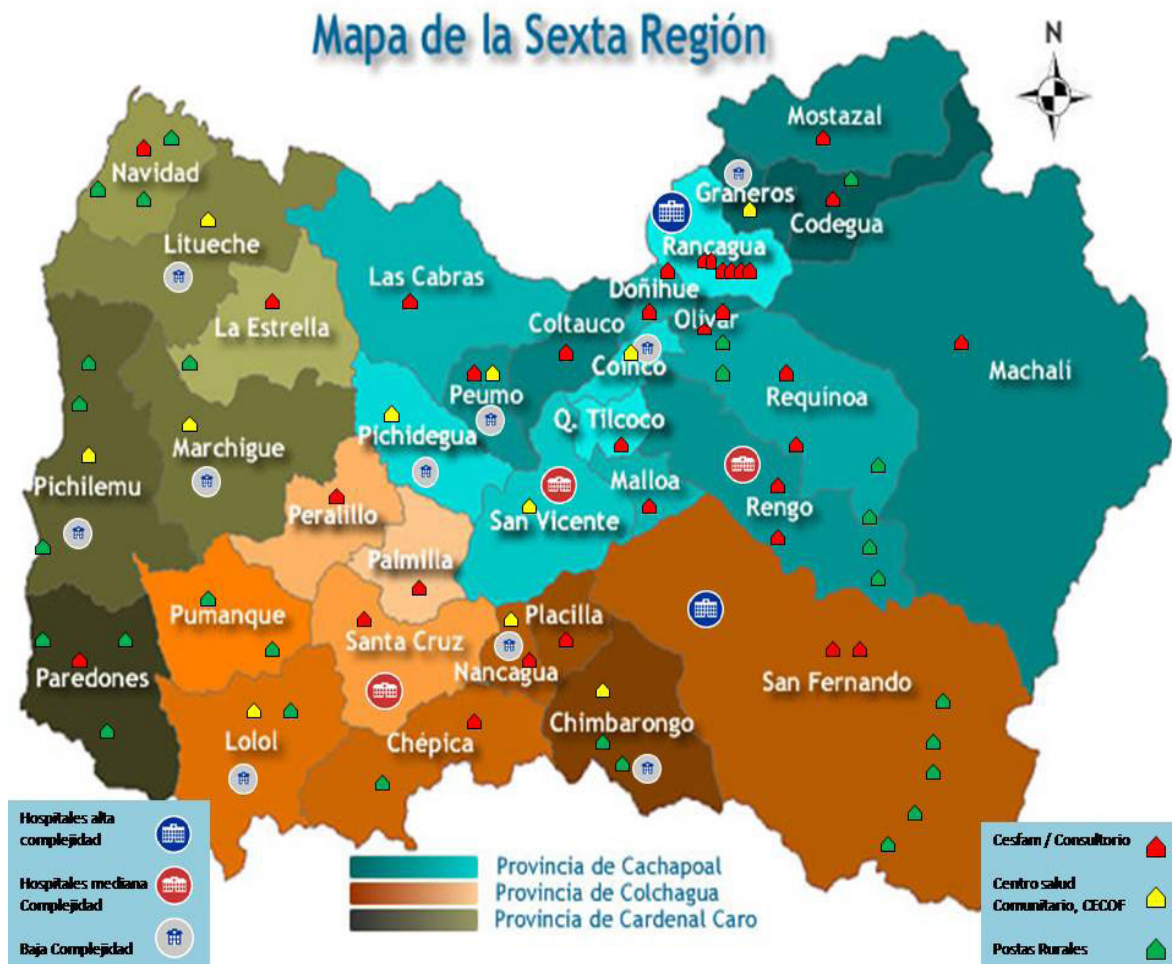 Mapa de la Sexta Región
N
Mostazal
Navidad
Graneros
Codegua
Litueche
Rancagua
Las Cabras
Doñihue
La Estrella
Coltauco
Olivar
Coinco
Machalí
Peumo
Requínoa
Pichidegua
Q. Tilcoco
Marchigue
Malloa
Pichilemu
Peralillo
San Vicente
Rengo
Palmilla
Pumanque
Placilla
Santa Cruz
Nancagua
Paredones
San Fernando
Chimbarongo
Lolol
Chépica
Hospitales alta
complejidad
Hospitales mediana
Complejidad
Baja Complejidad
Provincia de Cachapoal
Provincia de Colchagua
Provincia de Cardenal Caro
Cesfam / Consultorio
Centro salud
Comunitario, CECOF
Postas Rurales